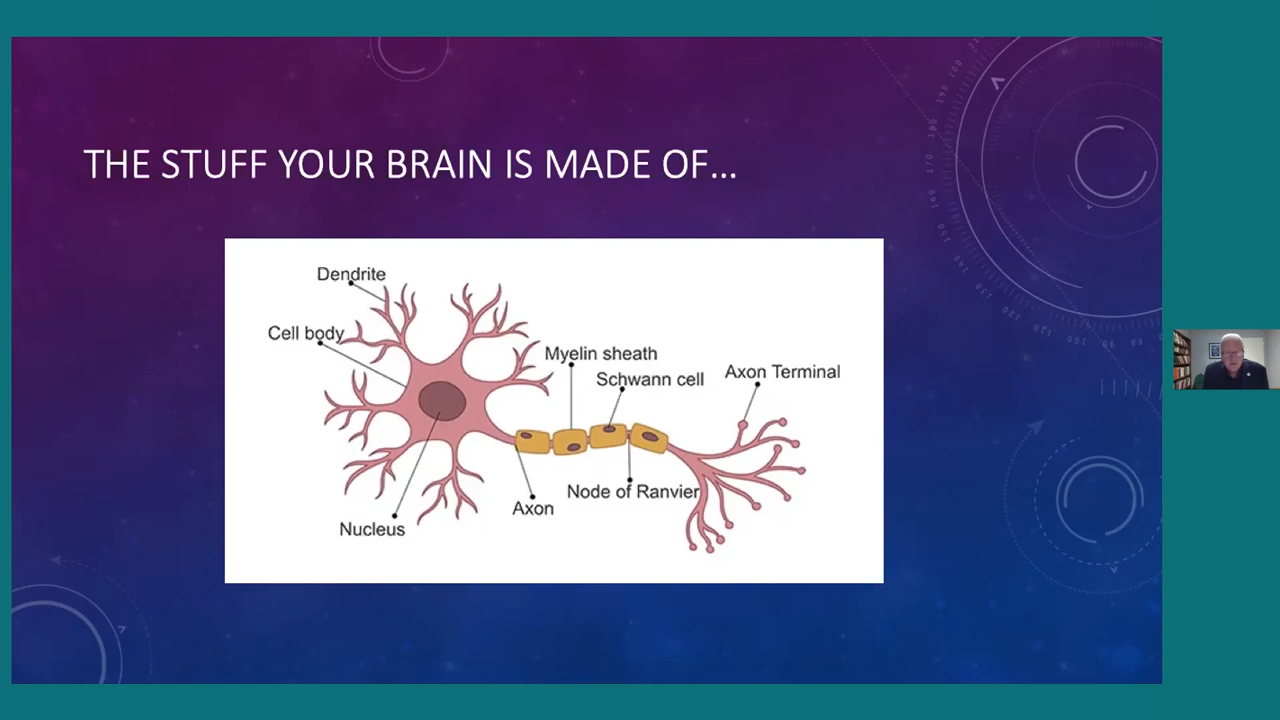 THE STUFF YOUR BRAIN IS MADE OF…
Dendrite
Cell body
Myelin sheath
Schwann cell
Axon Terminal
Node of Ranvier
Axon
Nucleus